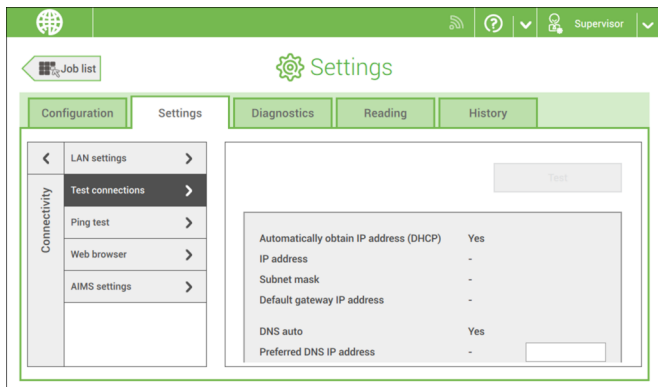 Supervisor
Job list
Settings
Configuration
Settings
Diagnostics
Reading
History
Connectivity
LAN settings
Test connections
Ping test
Web browser
AIMS settings
Test
Automatically obtain IP address (DHCP) Yes
IP address -
Subnet mask -
Default gateway IP address -
DNS auto Yes
Preferred DNS IP address -